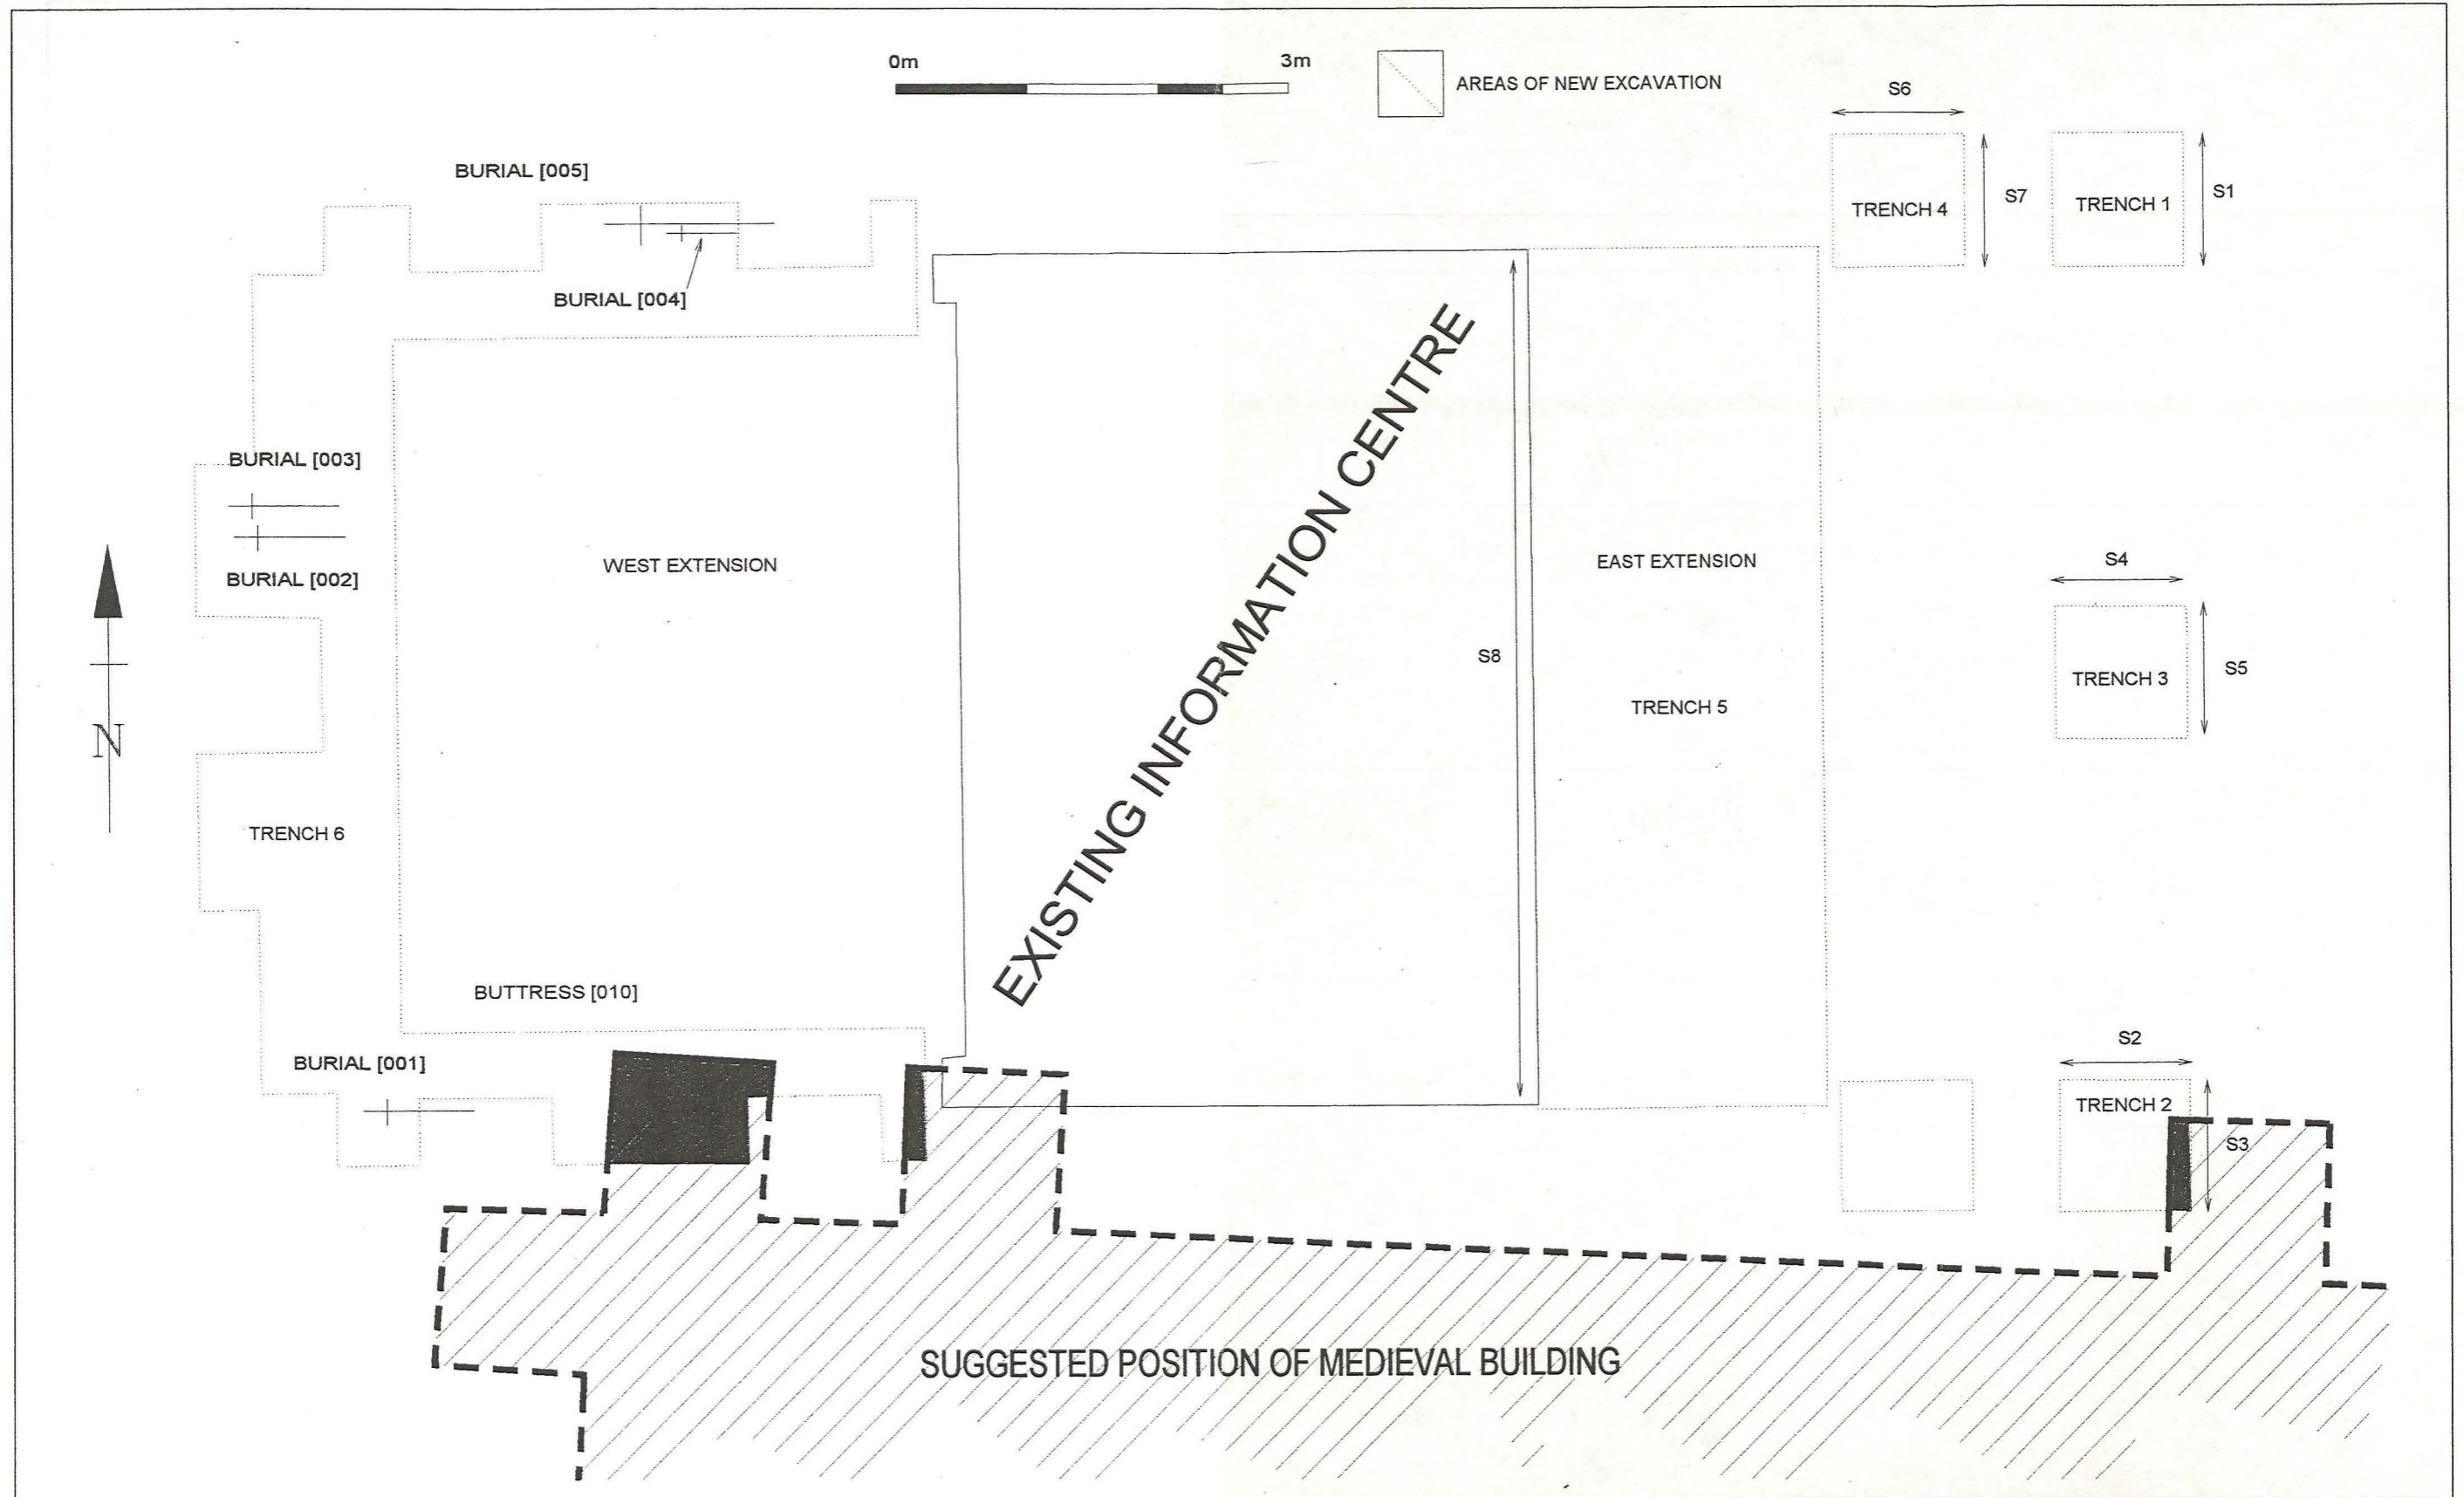 0m
3m
AREAS OF NEW EXCAVATION
S6
BURIAL [005]
TRENCH 4
S7
TRENCH 1
S1
BURIAL [004]
EXISTING INFORMATION CENTRE
BURIAL [003]
WEST EXTENSION
EAST EXTENSION
S4
BURIAL [002]
S8
S5
TRENCH 3
TRENCH 5
N
TRENCH 6
BUTTRESS [010]
BURIAL [001]
S2
TRENCH 2
S3
SUGGESTED POSITION OF MEDIEVAL BUILDING